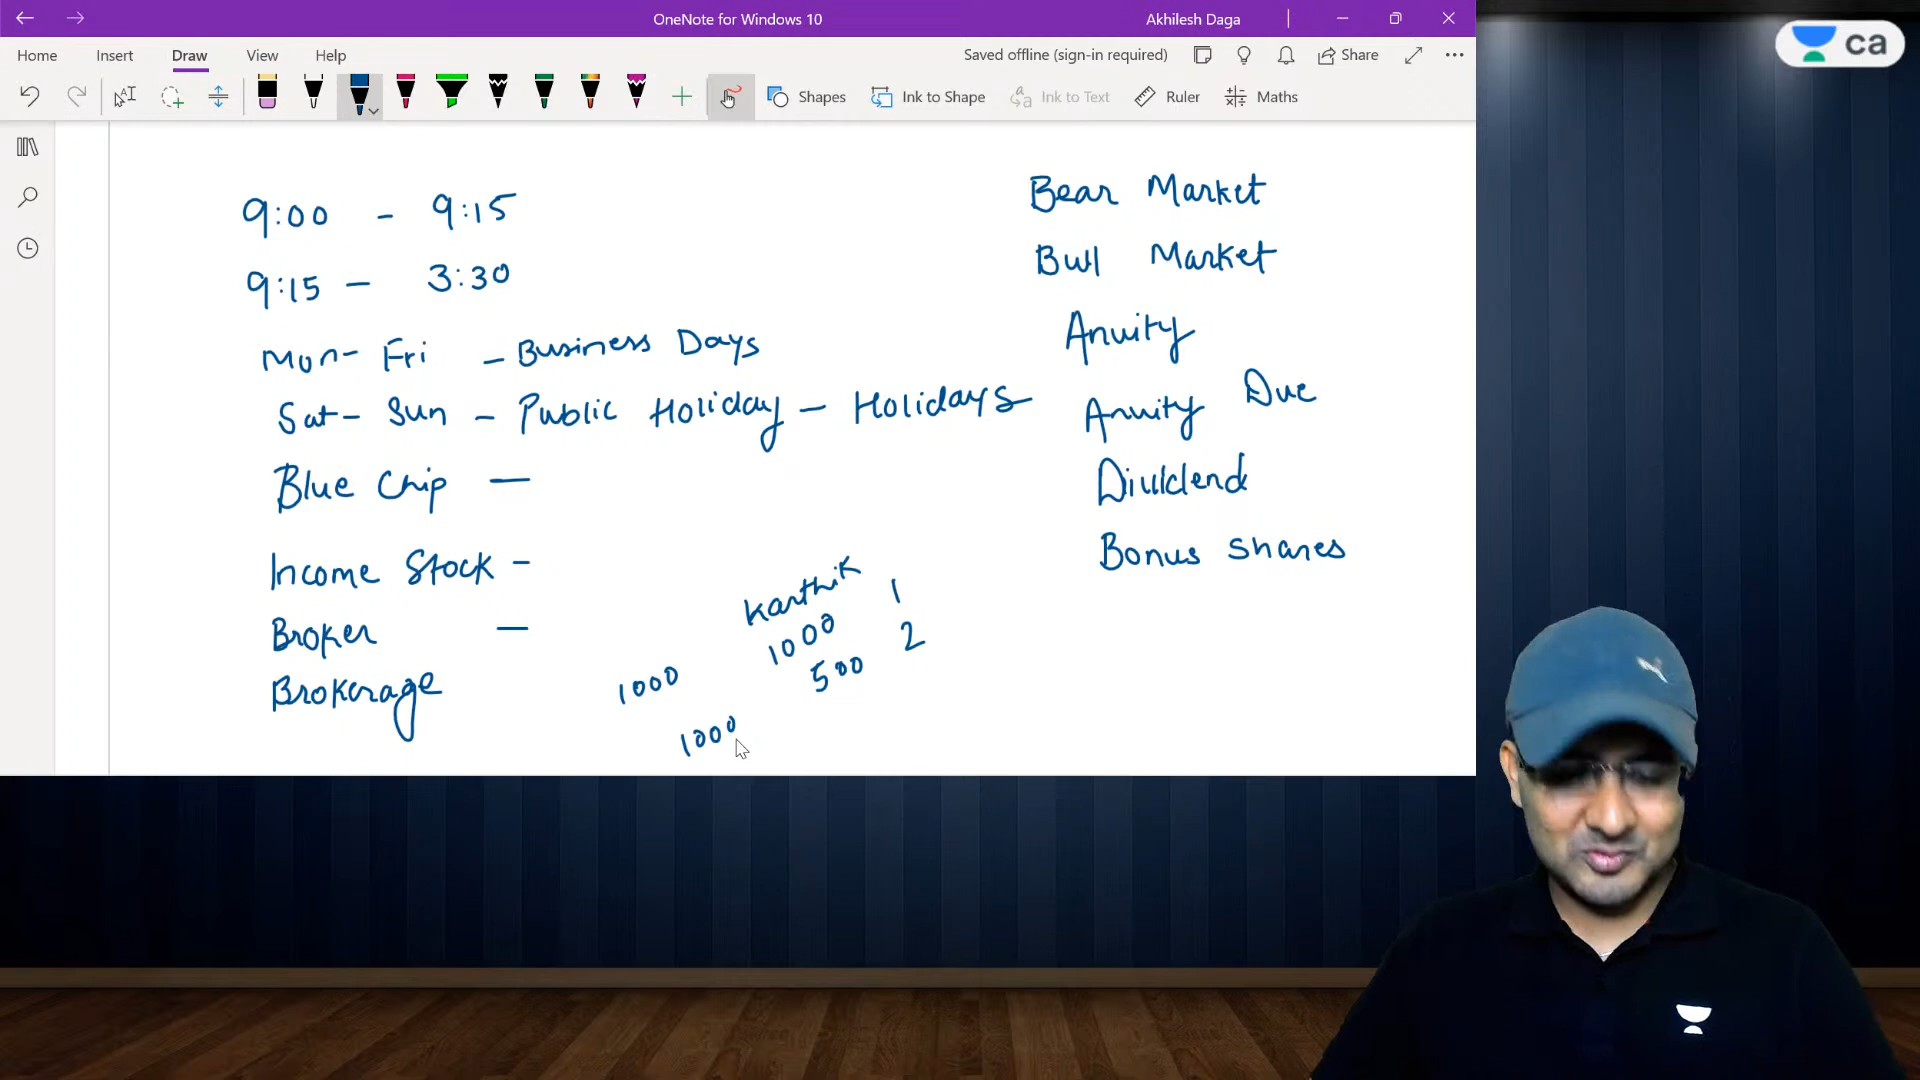 OneNote for Windows 10
Akhilesh Daga
Home
Insert
Draw
View
Help
Saved offline (sign-in required)
Share
Shapes
Ink to Shape
Ink to Text
Ruler
Maths
ca
9:00 - 9:15
9:15 - 3:30
Mon- Fri - Business Days
Sat- Sun - Public Holiday - Holidays
Blue Chip -
Income Stock -
Broker -
Brokerage
Karthik 1
1000 2
500
1000
1000
Bear Market
Bull Market
Anuity
Anuity Due
Dividend
Bonus Shares